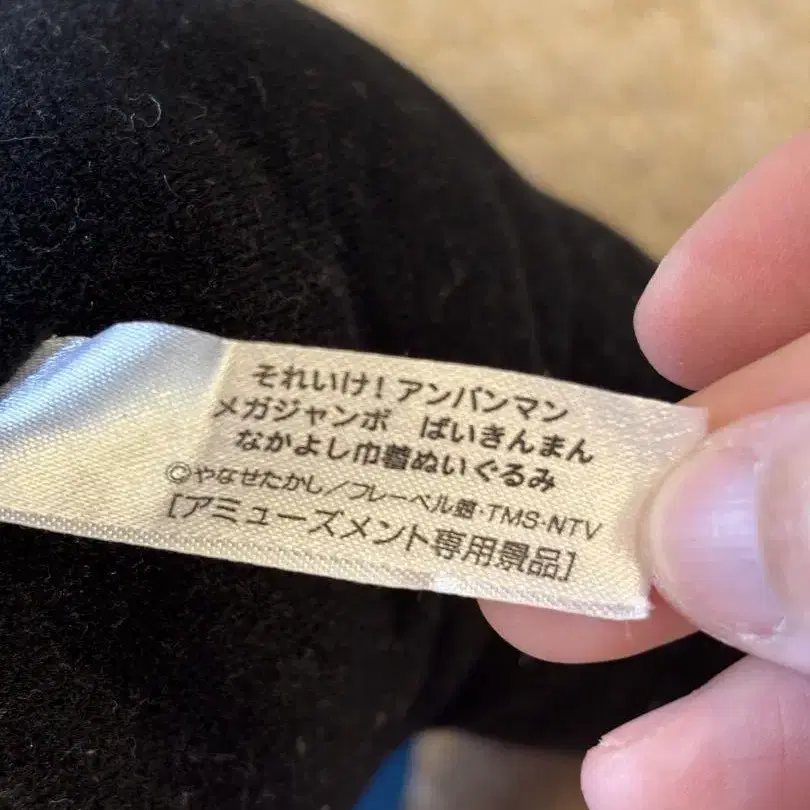 それいけ！アンパンマン
メガジャンボ　ばいきんまん
なかよし巾着ぬいぐるみ
©やなせたかし／フレーベル館・TMS・NTV
［アミューズメント専用景品］